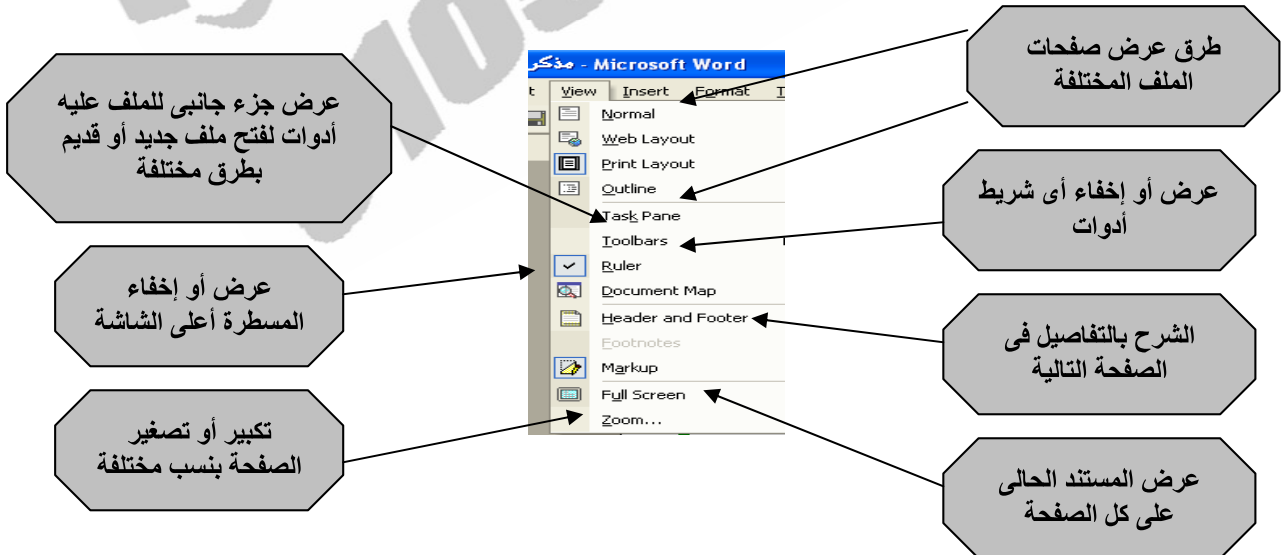 طرق عرض صفحات
الملف المختلفة
عرض جزء جانبى للملف عليه
أدوات لفتح ملف جديد أو قديم
بطرق مختلفة
عرض أو إخفاء أى شريط
أدوات
عرض أو إخفاء
المسطرة أعلى الشاشة
الشرح بالتفاصيل فى
الصفحة التالية
تكبير أو تصغير
الصفحة بنسب مختلفة
عرض المستند الحالى
على كل الصفحة
مذكر - Microsoft Word
View Insert Format
Normal
Web Layout
Print Layout
Outline
Task Pane
Toolbars
Ruler
Document Map
Header and Footer
Footnotes
Markup
Full Screen
Zoom...